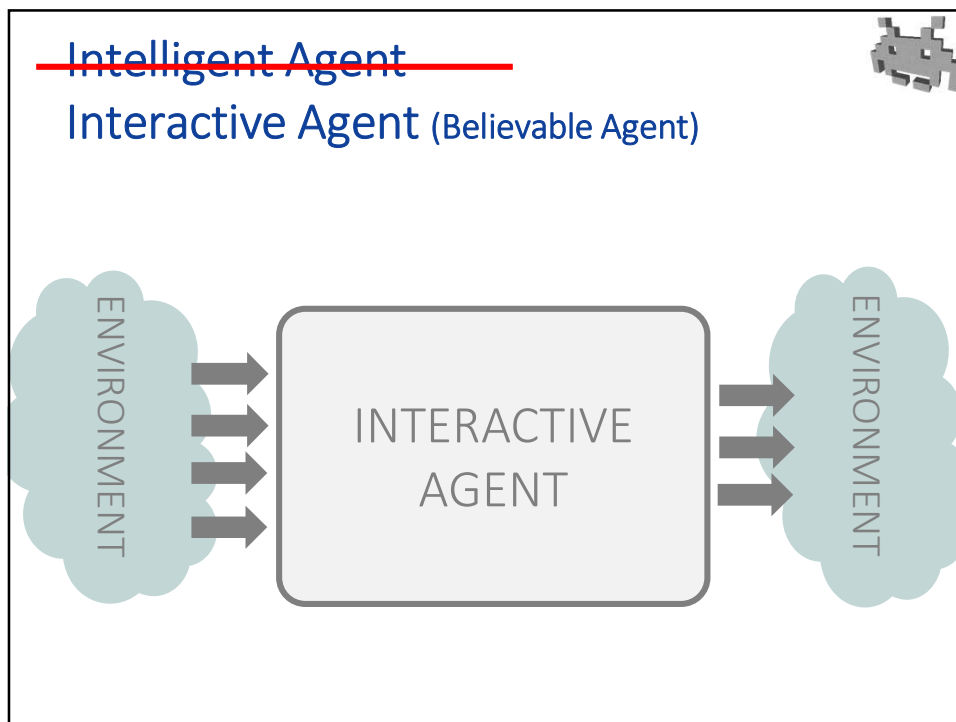 Intelligent Agent
Interactive Agent (Believable Agent)
ENVIRONMENT
INTERACTIVE
AGENT
ENVIRONMENT